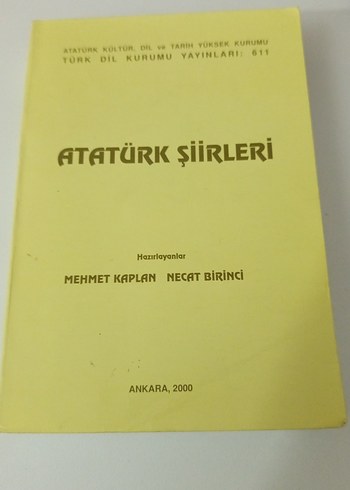 ATATÜRK KÜLTÜR, DİL ve TARİH YÜKSEK KURUMU
TÜRK DİL KURUMU YAYINLARI: 511
ATATÜRK ŞİİRLERİ
Hazırlayanlar
MEHMET KAPLAN NECAT BİRİNCİ
ANKARA, 2000